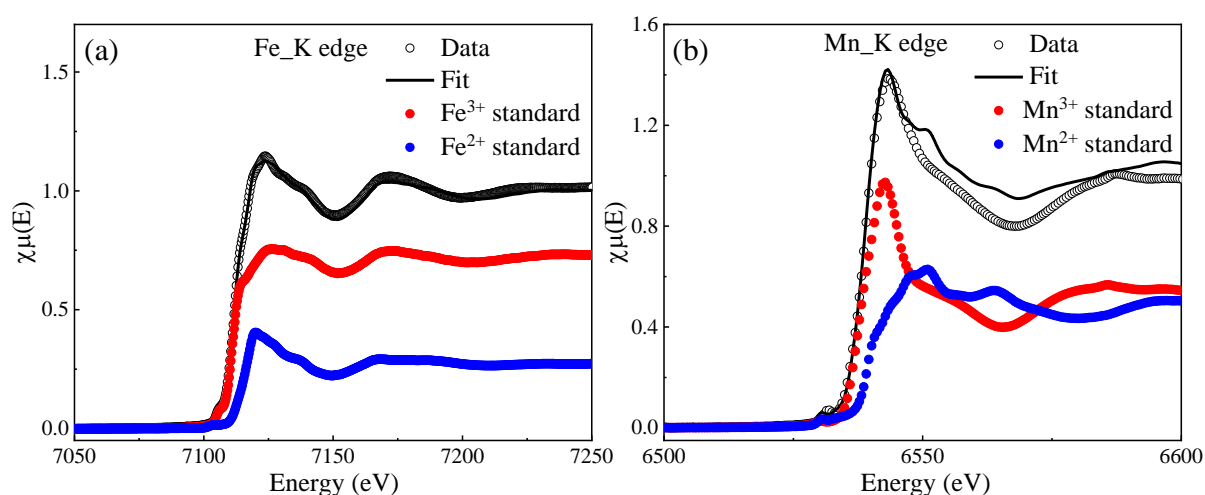 (a)
Fe_K edge
Data
Fit
Fe³⁺ standard
Fe²⁺ standard
χμ(E)
1.5
1.0
0.5
0.0
7050 7100 7150 7200 7250
Energy (eV)
(b)
Mn_K edge
Data
Fit
Mn³⁺ standard
Mn²⁺ standard
χμ(E)
1.6
1.2
0.8
0.4
0.0
6500 6550 6600
Energy (eV)